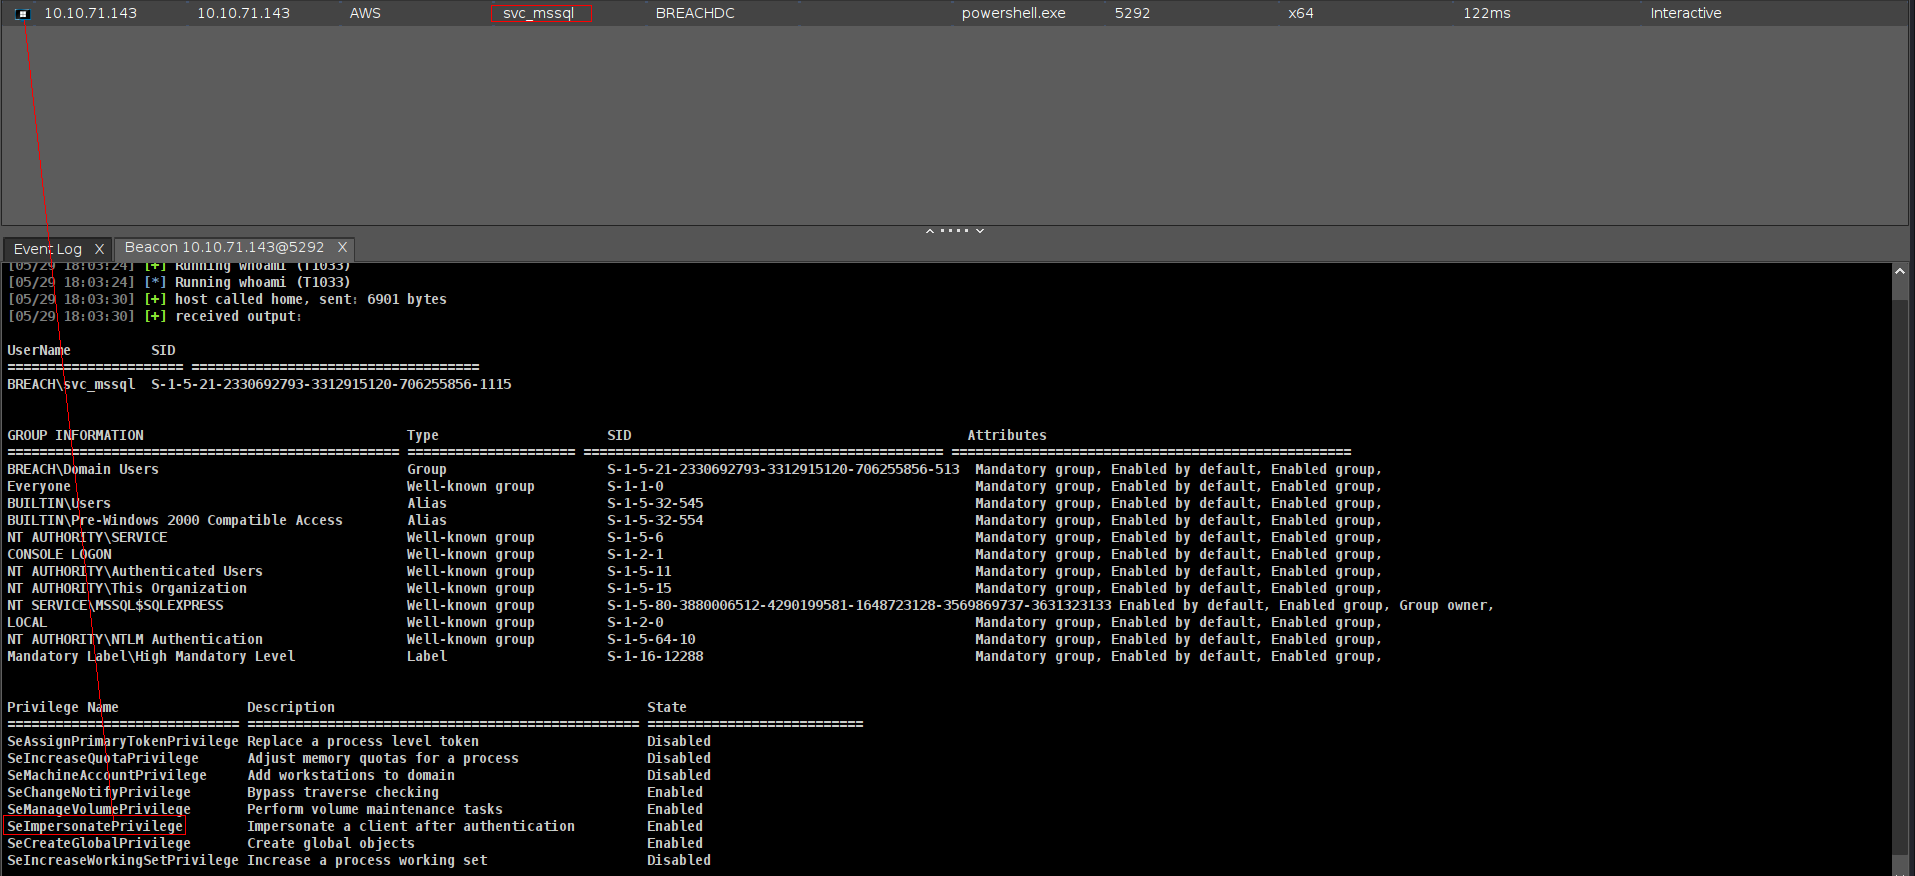 10.10.71.143 10.10.71.143 AWS svc_mssql BREACHDC powershell.exe 5292 x64 122ms Interactive
Event Log X Beacon 10.10.71.143@5292 X
[05/29 18:03:24] [+] Running whoami (T1033)
[05/29 18:03:24] [*] Running whoami (T1033)
[05/29 18:03:30] [+] host called home, sent: 6901 bytes
[05/29 18:03:30] [+] received output:
UserName SID
====================== ====================================
BREACH\svc_mssql S-1-5-21-2330692793-3312915120-706255856-1115
GROUP INFORMATION Type SID Attributes
================================================= ===================== ============================================= ==================================================
BREACH\Domain Users Group S-1-5-21-2330692793-3312915120-706255856-513 Mandatory group, Enabled by default, Enabled group,
Everyone Well-known group S-1-1-0 Mandatory group, Enabled by default, Enabled group,
BUILTIN\Users Alias S-1-5-32-545 Mandatory group, Enabled by default, Enabled group,
BUILTIN\Pre-Windows 2000 Compatible Access Alias S-1-5-32-554 Mandatory group, Enabled by default, Enabled group,
NT AUTHORITY\SERVICE Well-known group S-1-5-6 Mandatory group, Enabled by default, Enabled group,
CONSOLE LOGON Well-known group S-1-2-1 Mandatory group, Enabled by default, Enabled group,
NT AUTHORITY\Authenticated Users Well-known group S-1-5-11 Mandatory group, Enabled by default, Enabled group,
NT AUTHORITY\This Organization Well-known group S-1-5-15 Mandatory group, Enabled by default, Enabled group,
NT SERVICE\MSSQL$SQLEXPRESS Well-known group S-1-5-80-3880006512-4290199581-1648723128-3569869737-3631323133 Enabled by default, Enabled group, Group owner,
LOCAL Well-known group S-1-2-0 Mandatory group, Enabled by default, Enabled group,
NT AUTHORITY\NTLM Authentication Well-known group S-1-5-64-10 Mandatory group, Enabled by default, Enabled group,
Mandatory Label\High Mandatory Level Label S-1-16-12288 Mandatory group, Enabled by default, Enabled group,
Privilege Name Description State
============================= ================================================= ===========================
SeAssignPrimaryTokenPrivilege Replace a process level token Disabled
SeIncreaseQuotaPrivilege Adjust memory quotas for a process Disabled
SeMachineAccountPrivilege Add workstations to domain Disabled
SeChangeNotifyPrivilege Bypass traverse checking Enabled
SeManageVolumePrivilege Perform volume maintenance tasks Enabled
SeImpersonatePrivilege Impersonate a client after authentication Enabled
SeCreateGlobalPrivilege Create global objects Enabled
SeIncreaseWorkingSetPrivilege Increase a process working set Disabled